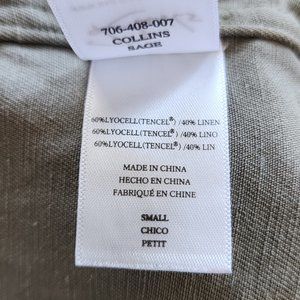 706-408-007
COLLINS
SAGE
60%LYOCELL(TENCEL®) /40% LINEN
60%LYOCELL(TENCEL®) /40% LINO
60%LYOCELL(TENCEL®) /40% LIN
MADE IN CHINA
HECHO EN CHINA
FABRIQUÉ EN CHINE
SMALL
CHICO
PETIT